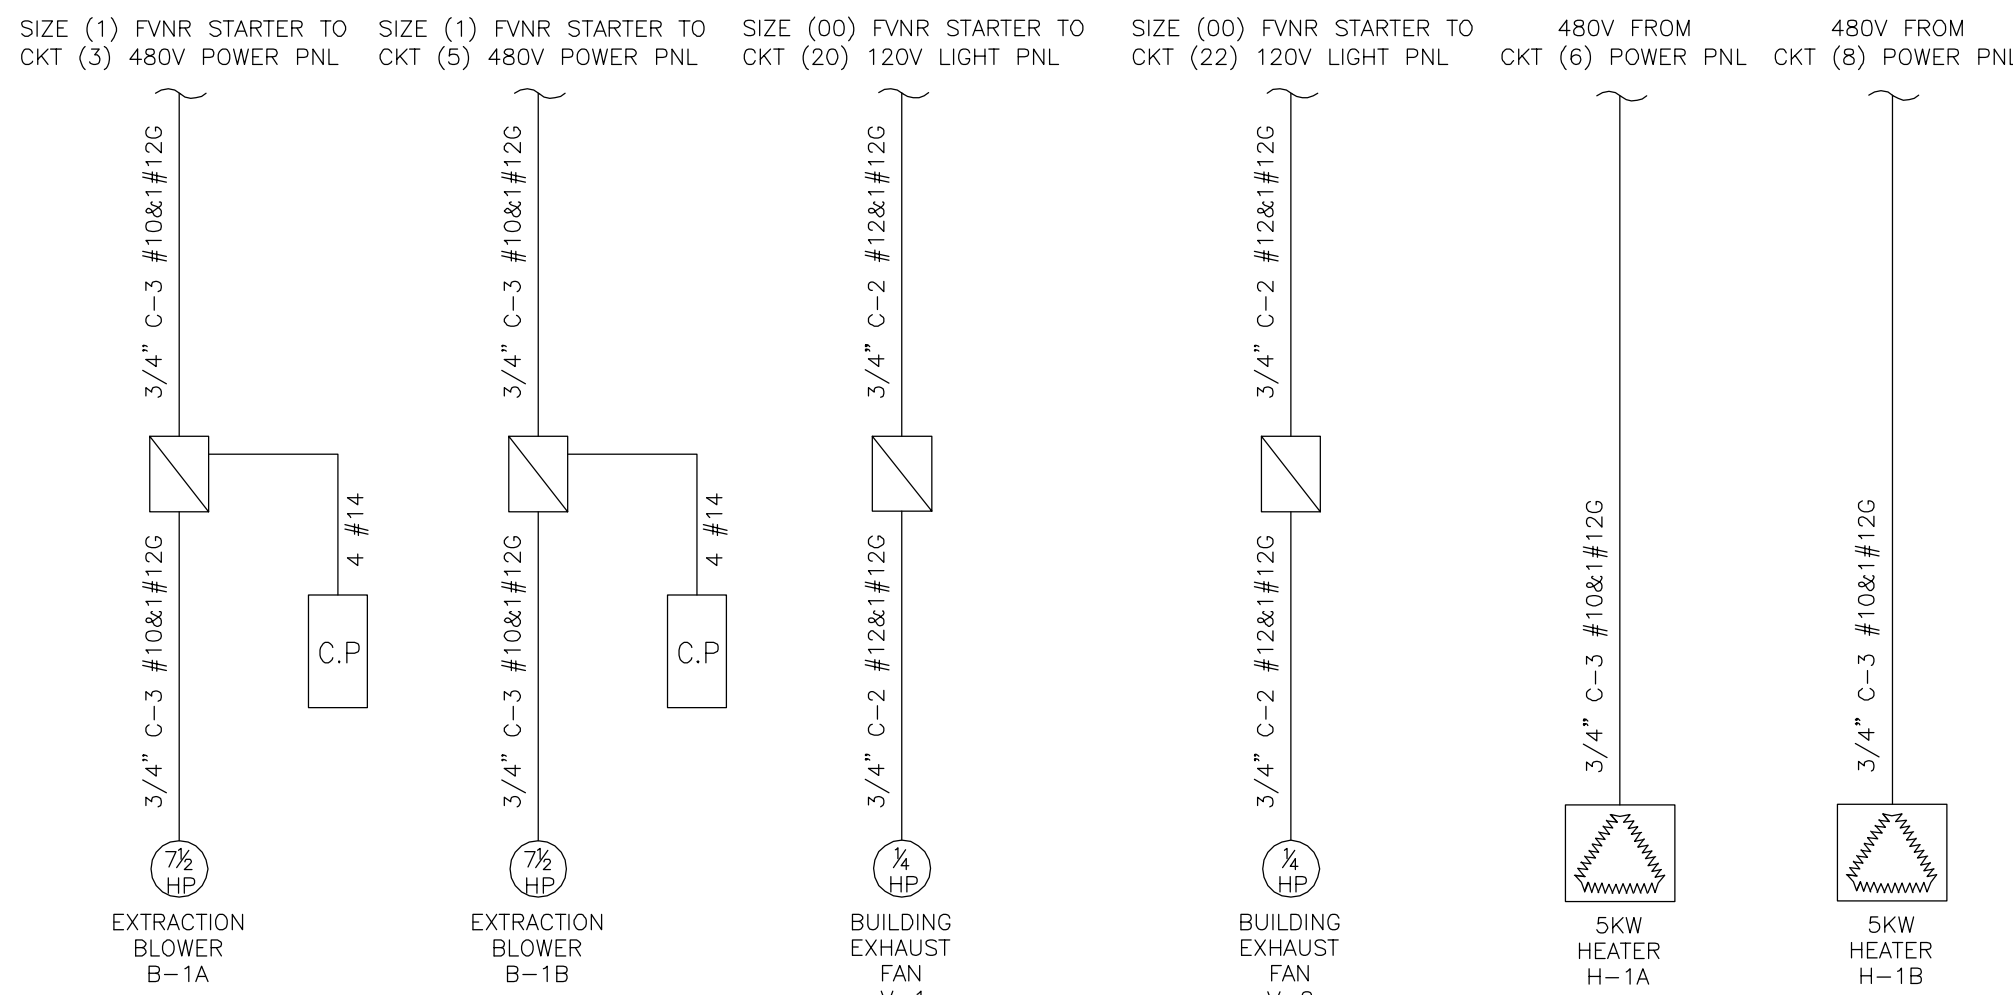 SIZE (1) FVNR STARTER TO
CKT (3) 480V POWER PNL
SIZE (1) FVNR STARTER TO
CKT (5) 480V POWER PNL
SIZE (00) FVNR STARTER TO
CKT (20) 120V LIGHT PNL
SIZE (00) FVNR STARTER TO
CKT (22) 120V LIGHT PNL
480V FROM
CKT (6) POWER PNL
480V FROM
CKT (8) POWER PNL
3/4" C-3 #10&1#12G
3/4" C-3 #10&1#12G
3/4" C-2 #12&1#12G
3/4" C-2 #12&1#12G
4 #14
4 #14
3/4" C-3 #10&1#12G
3/4" C-3 #10&1#12G
3/4" C-2 #12&1#12G
3/4" C-2 #12&1#12G
3/4" C-3 #10&1#12G
3/4" C-3 #10&1#12G
C.P
C.P
7½
HP
7½
HP
¼
HP
¼
HP
EXTRACTION
BLOWER
B-1A
EXTRACTION
BLOWER
B-1B
BUILDING
EXHAUST
FAN
BUILDING
EXHAUST
FAN
5KW
HEATER
H-1A
5KW
HEATER
H-1B